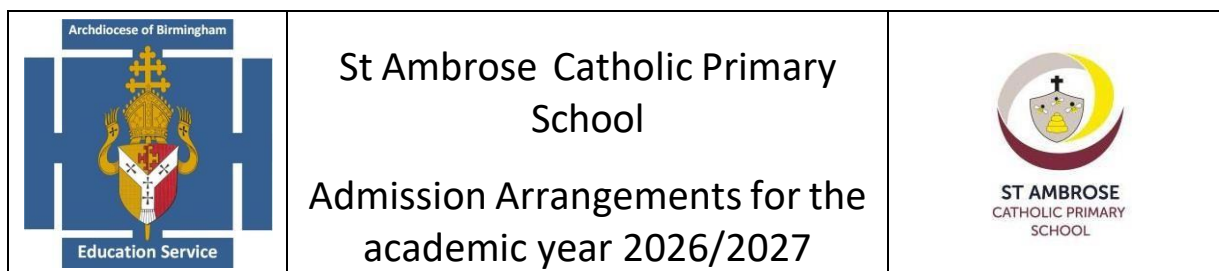 Archdiocese of Birmingham
Education Service
St Ambrose Catholic Primary
School
Admission Arrangements for the
academic year 2026/2027
ST AMBROSE
CATHOLIC PRIMARY
SCHOOL